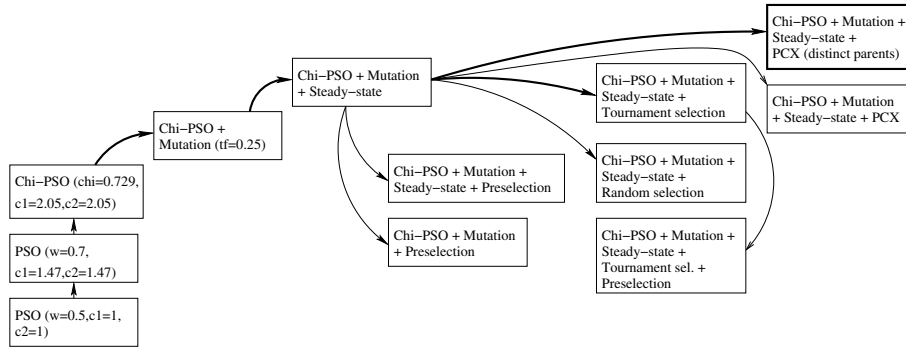 Chi−PSO + Mutation +
Steady−state +
PCX (distinct parents)
Chi−PSO + Mutation
+ Steady−state
Chi−PSO + Mutation +
Steady−state +
Tournament selection
Chi−PSO + Mutation
+ Steady−state + PCX
Chi−PSO +
Mutation (tf=0.25)
Chi−PSO + Mutation +
Steady−state + Preselection
Chi−PSO + Mutation +
Steady−state +
Random selection
Chi−PSO (chi=0.729,
c1=2.05,c2=2.05)
Chi−PSO + Mutation
+ Preselection
Chi−PSO + Mutation +
Steady−state +
Tournament sel. +
Preselection
PSO (w=0.7,
c1=1.47,c2=1.47)
PSO (w=0.5,c1=1,
c2=1)